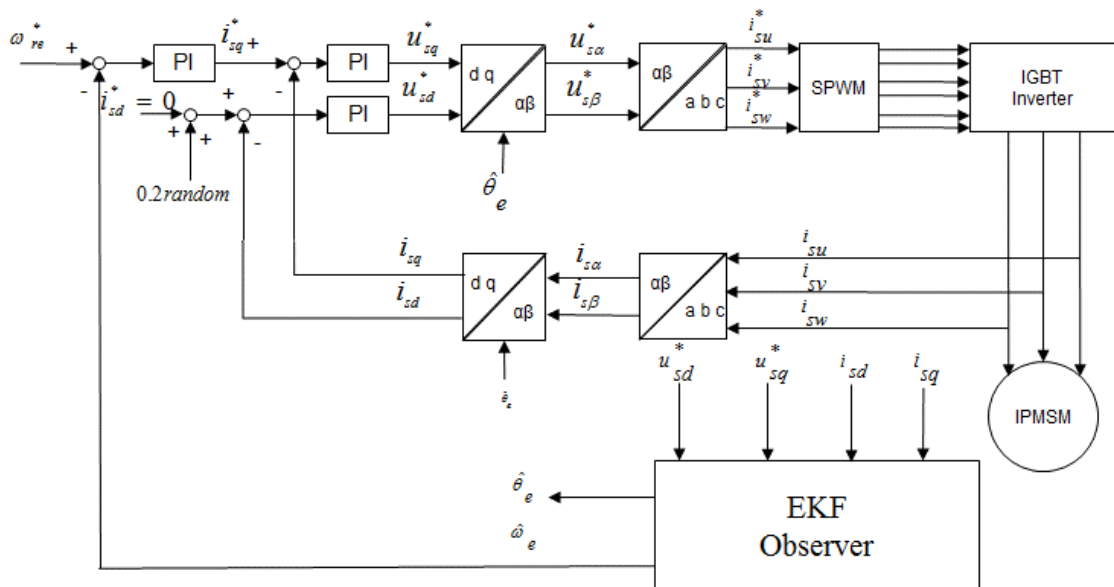 ω*re + - PI i*sq + - PI u*sq d q αβ u*sα αβ a b c i*su SPWM IGBT Inverter
i*sd = 0 + + + - PI u*sd u*sβ i*sv
i*sw
0.2random
θ̂e
isq d q αβ isα αβ a b c isu
isd isβ isv
isw
u*sd u*sq isd isq
IPMSM
θ̂e
ω̂e
EKF
Observer